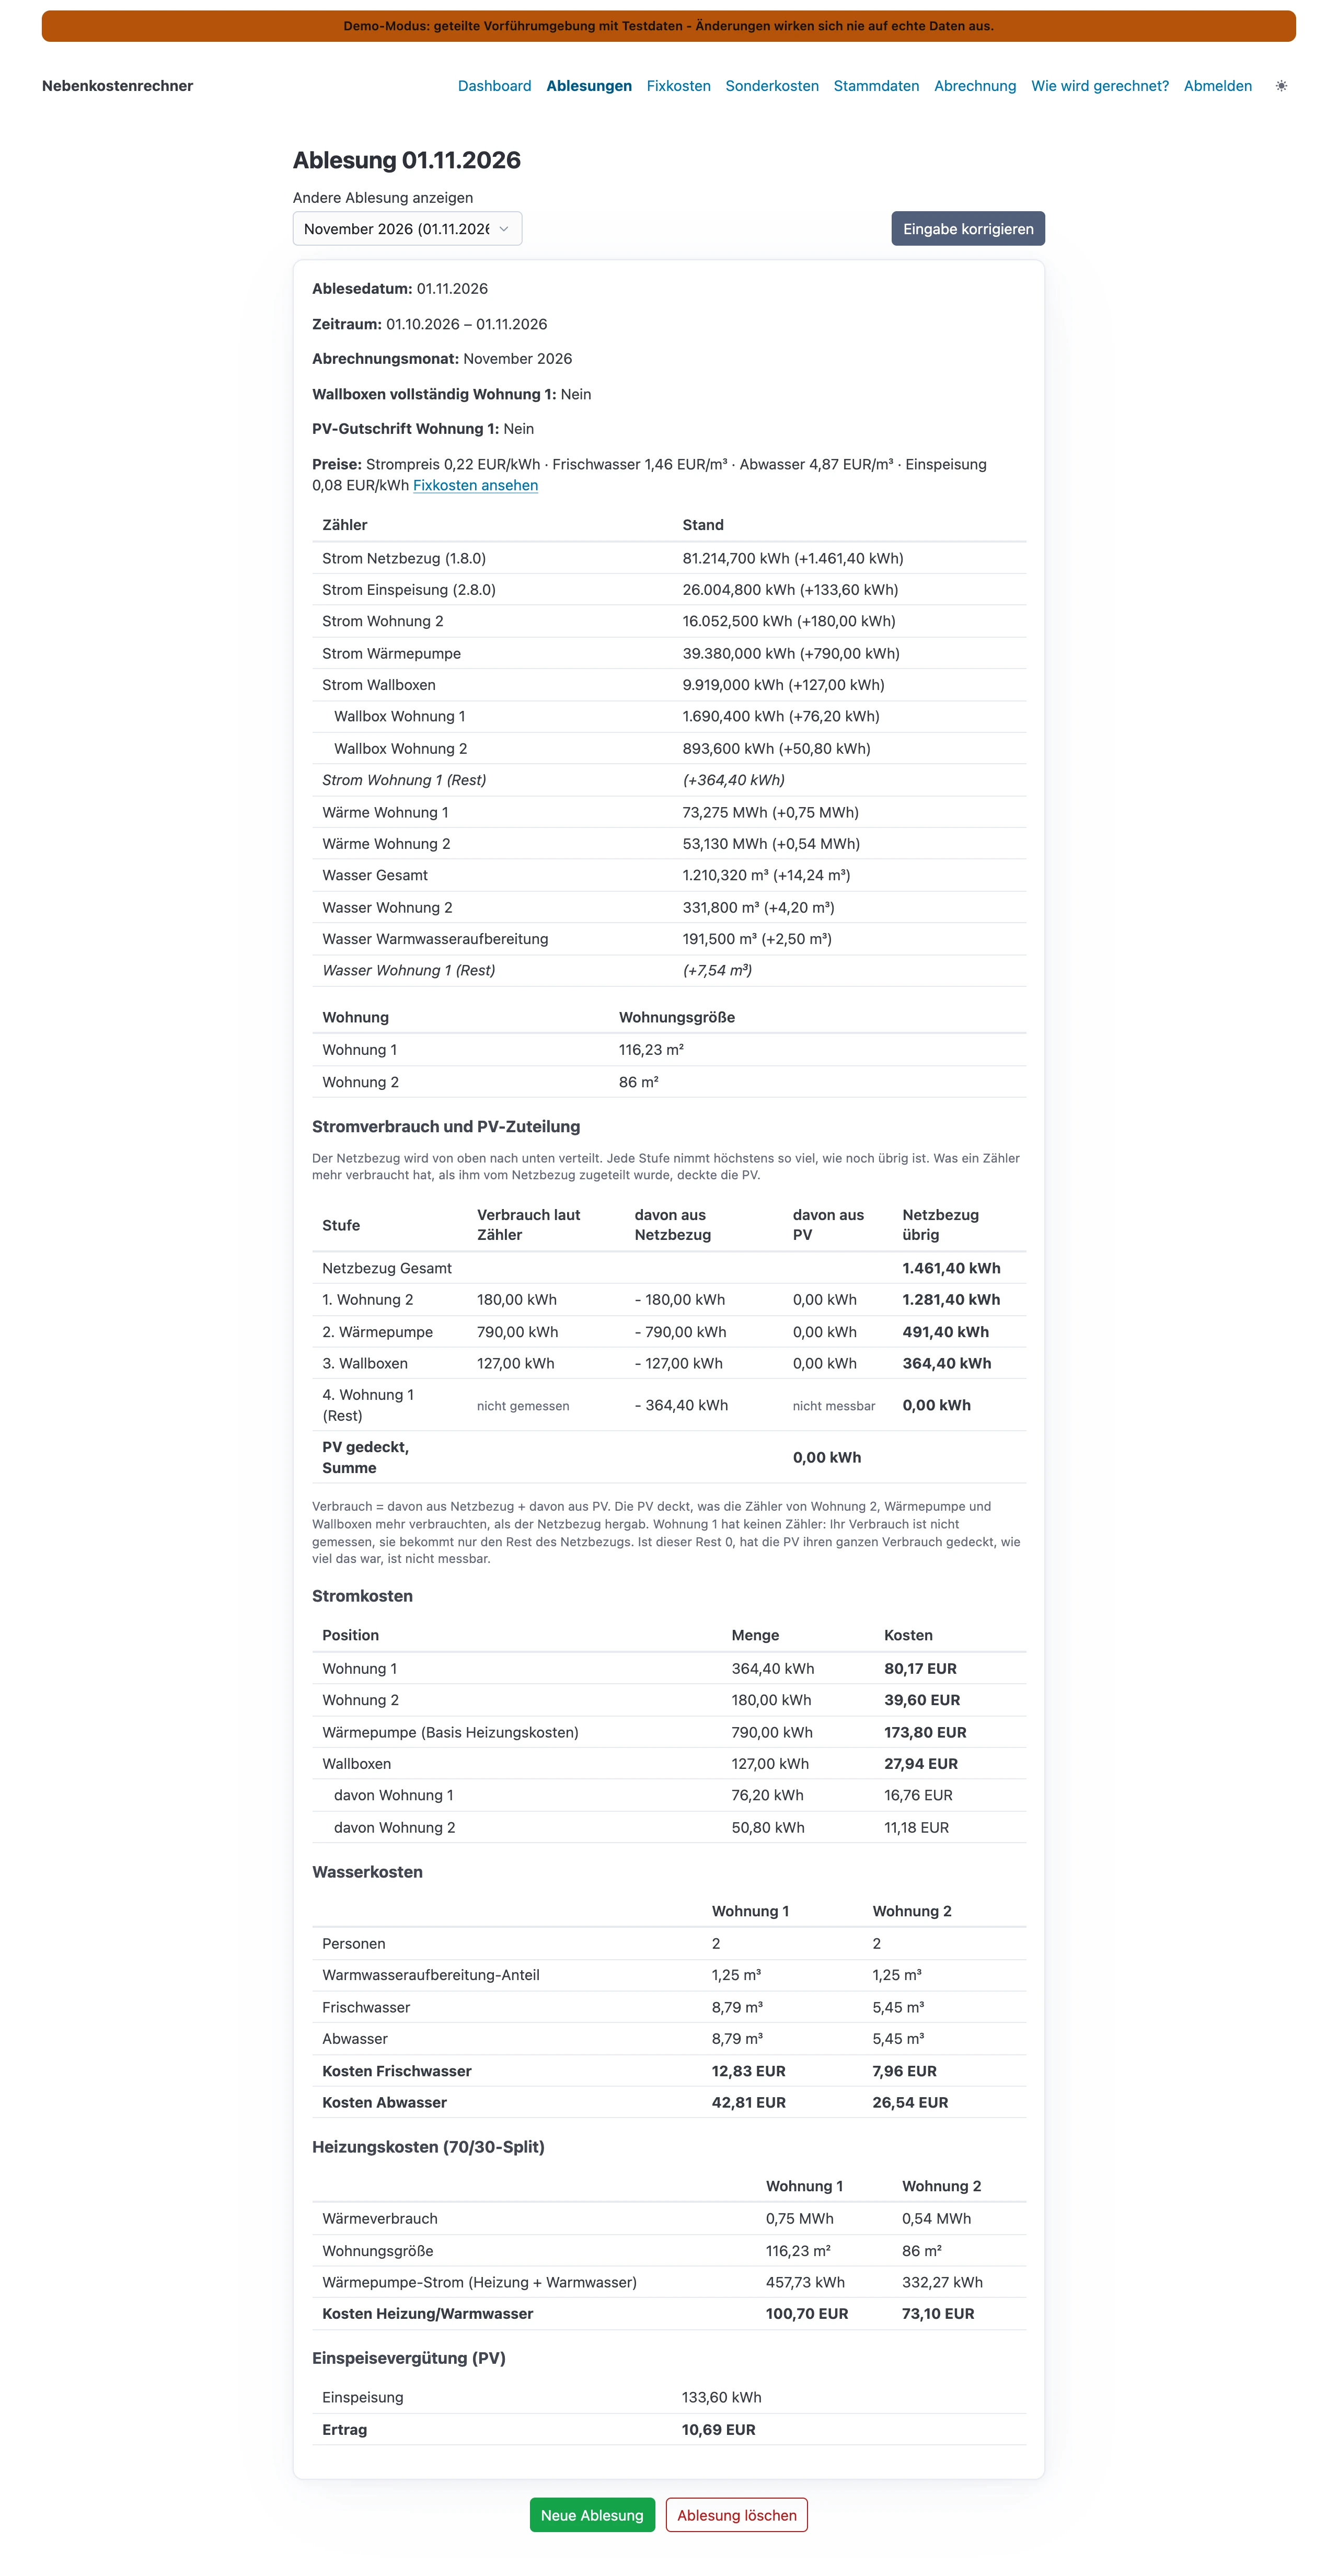 Demo-Modus: geteilte Vorführumgebung mit Testdaten - Änderungen wirken sich nie auf echte Daten aus.
Nebenkostenrechner
Dashboard Ablesungen Fixkosten Sonderkosten Stammdaten Abrechnung Wie wird gerechnet? Abmelden
Ablesung 01.11.2026
Andere Ablesung anzeigen
November 2026 (01.11.2026
Eingabe korrigieren
Ablesedatum: 01.11.2026
Zeitraum: 01.10.2026 – 01.11.2026
Abrechnungsmonat: November 2026
Wallboxen vollständig Wohnung 1: Nein
PV-Gutschrift Wohnung 1: Nein
Preise: Strompreis 0,22 EUR/kWh · Frischwasser 1,46 EUR/m³ · Abwasser 4,87 EUR/m³ · Einspeisung
0,08 EUR/kWh Fixkosten ansehen
Zähler Stand
Strom Netzbezug (1.8.0) 81.214,700 kWh (+1.461,40 kWh)
Strom Einspeisung (2.8.0) 26.004,800 kWh (+133,60 kWh)
Strom Wohnung 2 16.052,500 kWh (+180,00 kWh)
Strom Wärmepumpe 39.380,000 kWh (+790,00 kWh)
Strom Wallboxen 9.919,000 kWh (+127,00 kWh)
Wallbox Wohnung 1 1.690,400 kWh (+76,20 kWh)
Wallbox Wohnung 2 893,600 kWh (+50,80 kWh)
Strom Wohnung 1 (Rest) (+364,40 kWh)
Wärme Wohnung 1 73,275 MWh (+0,75 MWh)
Wärme Wohnung 2 53,130 MWh (+0,54 MWh)
Wasser Gesamt 1.210,320 m³ (+14,24 m³)
Wasser Wohnung 2 331,800 m³ (+4,20 m³)
Wasser Warmwasseraufbereitung 191,500 m³ (+2,50 m³)
Wasser Wohnung 1 (Rest) (+7,54 m³)
Wohnung Wohnungsgröße
Wohnung 1 116,23 m²
Wohnung 2 86 m²
Stromverbrauch und PV-Zuteilung
Der Netzbezug wird von oben nach unten verteilt. Jede Stufe nimmt höchstens so viel, wie noch übrig ist. Was ein Zähler
mehr verbraucht hat, als ihm vom Netzbezug zugeteilt wurde, deckte die PV.
Stufe Verbrauch laut Zähler davon aus Netzbezug davon aus PV Netzbezug übrig
Netzbezug Gesamt 1.461,40 kWh
1. Wohnung 2 180,00 kWh - 180,00 kWh 0,00 kWh 1.281,40 kWh
2. Wärmepumpe 790,00 kWh - 790,00 kWh 0,00 kWh 491,40 kWh
3. Wallboxen 127,00 kWh - 127,00 kWh 0,00 kWh 364,40 kWh
4. Wohnung 1 (Rest) nicht gemessen - 364,40 kWh nicht messbar 0,00 kWh
PV gedeckt, Summe 0,00 kWh
Verbrauch = davon aus Netzbezug + davon aus PV. Die PV deckt, was die Zähler von Wohnung 2, Wärmepumpe und
Wallboxen mehr verbrauchten, als der Netzbezug hergab. Wohnung 1 hat keinen Zähler: Ihr Verbrauch ist nicht
gemessen, sie bekommt nur den Rest des Netzbezugs. Ist dieser Rest 0, hat die PV ihren ganzen Verbrauch gedeckt, wie
viel das war, ist nicht messbar.
Stromkosten
Position Menge Kosten
Wohnung 1 364,40 kWh 80,17 EUR
Wohnung 2 180,00 kWh 39,60 EUR
Wärmepumpe (Basis Heizungskosten) 790,00 kWh 173,80 EUR
Wallboxen 127,00 kWh 27,94 EUR
davon Wohnung 1 76,20 kWh 16,76 EUR
davon Wohnung 2 50,80 kWh 11,18 EUR
Wasserkosten
Wohnung 1 Wohnung 2
Personen 2 2
Warmwasseraufbereitung-Anteil 1,25 m³ 1,25 m³
Frischwasser 8,79 m³ 5,45 m³
Abwasser 8,79 m³ 5,45 m³
Kosten Frischwasser 12,83 EUR 7,96 EUR
Kosten Abwasser 42,81 EUR 26,54 EUR
Heizungskosten (70/30-Split)
Wohnung 1 Wohnung 2
Wärmeverbrauch 0,75 MWh 0,54 MWh
Wohnungsgröße 116,23 m² 86 m²
Wärmepumpe-Strom (Heizung + Warmwasser) 457,73 kWh 332,27 kWh
Kosten Heizung/Warmwasser 100,70 EUR 73,10 EUR
Einspeisevergütung (PV)
Einspeisung 133,60 kWh
Ertrag 10,69 EUR
Neue Ablesung Ablesung löschen